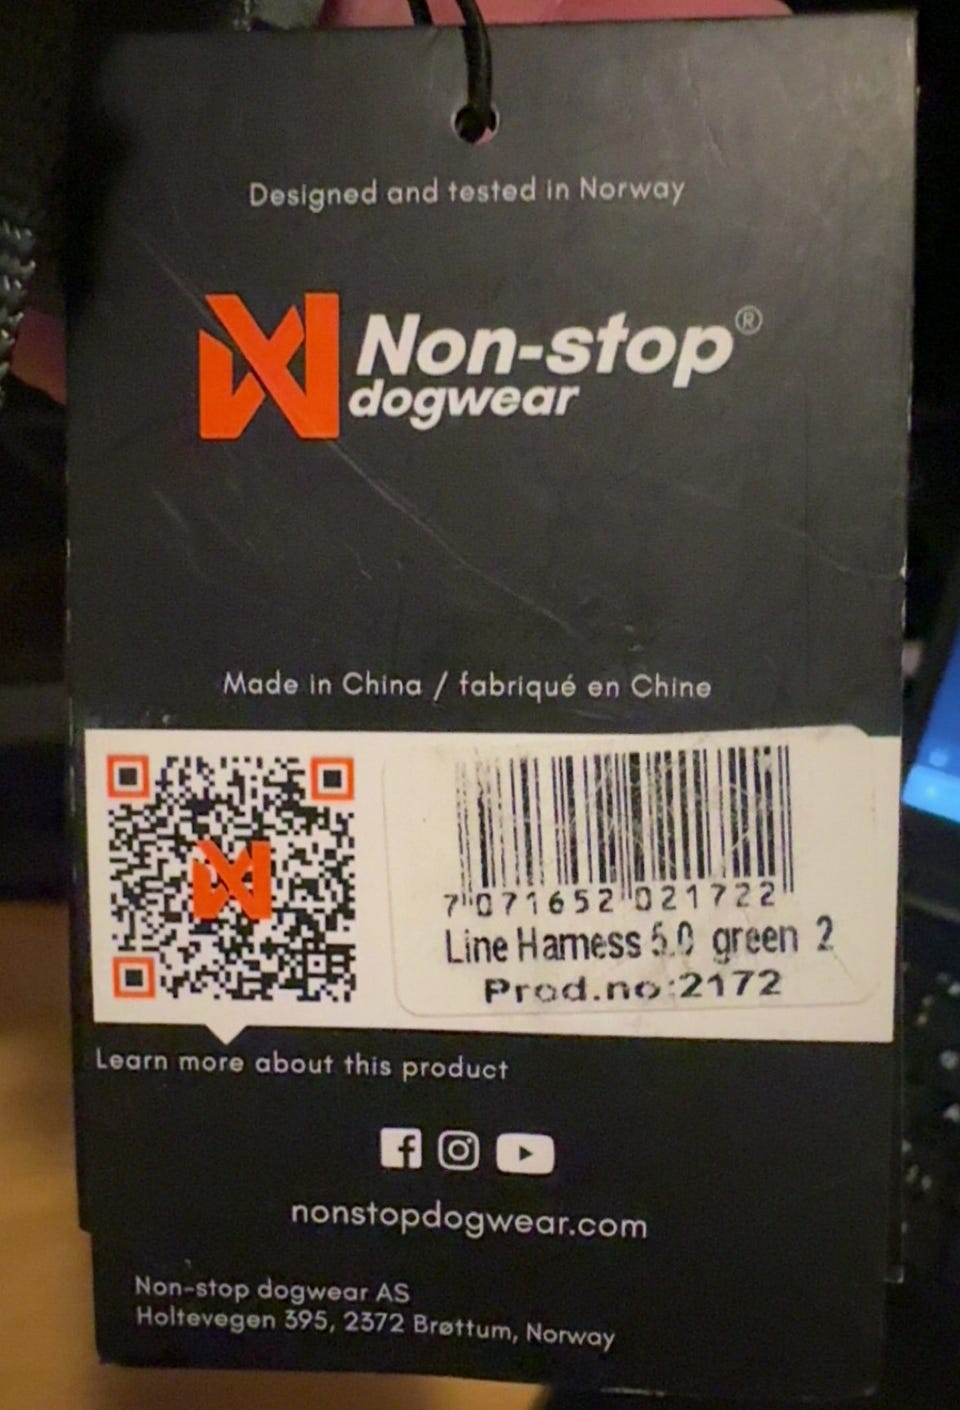 Designed and tested in Norway
Non-stop®
dogwear
Made in China / fabriqué en Chine
7 071652 021722
Line Harness 5.0 green 2
Prod.no:2172
Learn more about this product
nonstopdogwear.com
Non-stop dogwear AS
Holtevegen 395, 2372 Brøttum, Norway